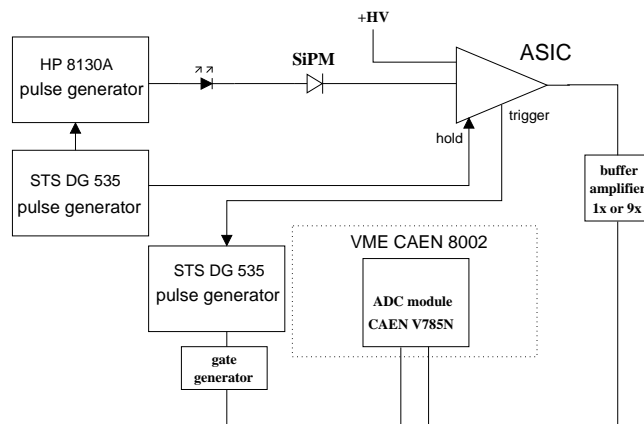 +HV
HP 8130A
pulse generator
SiPM
ASIC
hold
trigger
STS DG 535
pulse generator
buffer
amplifier
1x or 9x
STS DG 535
pulse generator
VME CAEN 8002
ADC module
CAEN V785N
gate
generator